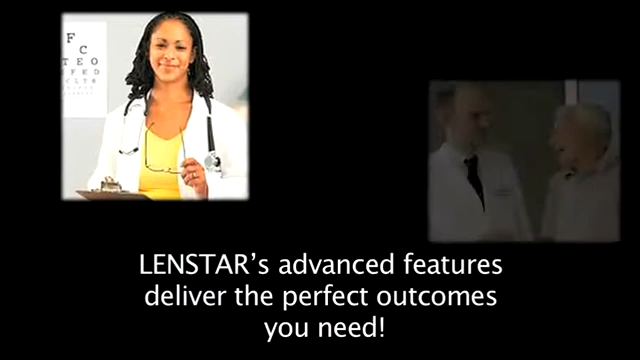 F
C
T E O
F E D
LENSTAR's advanced features
deliver the perfect outcomes
you need!